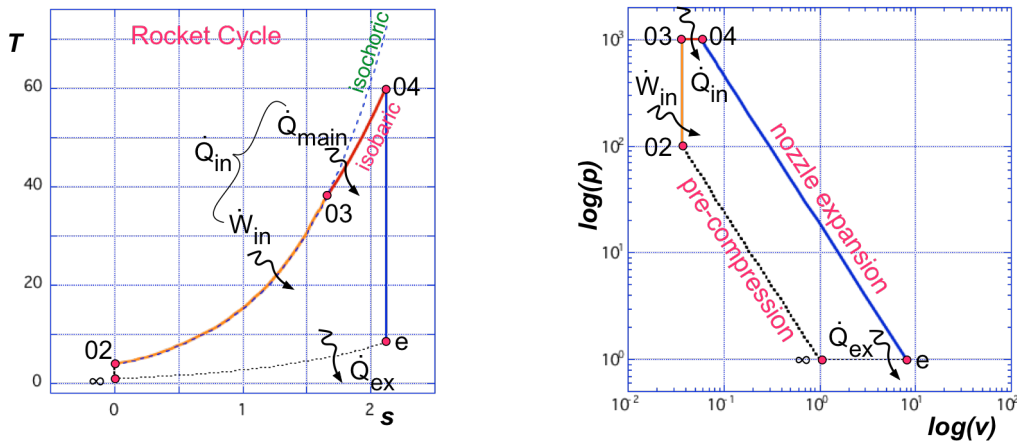 T
Rocket Cycle
isochoric
04
60
Q̇main
isobaric
Q̇in
40
03
Ẇin
20
02
e
Q̇ex
∞
0
0
1
2
s
10³
03
04
Ẇin
Q̇in
10²
02
log(p)
pre-compression
nozzle expansion
10¹
Q̇ex
10⁰
∞
e
10⁻²
10⁻¹
10⁰
10¹
10²
log(v)